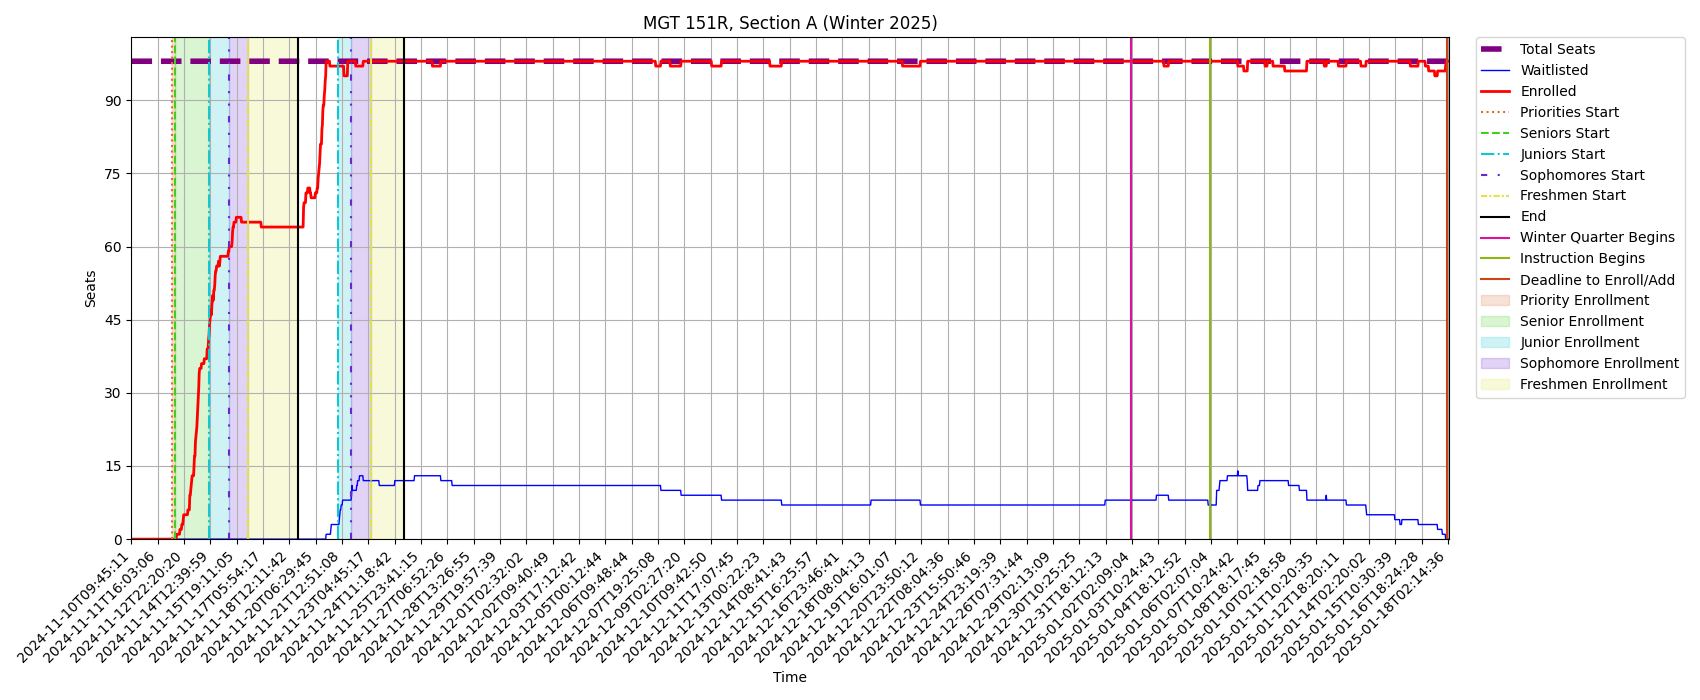 MGT 151R, Section A (Winter 2025)
Seats
90
75
60
45
30
15
0
2024-11-10T09:45:11
2024-11-11T16:03:06
2024-11-12T22:20:20
2024-11-14T12:39:59
2024-11-15T19:11:05
2024-11-17T05:54:17
2024-11-18T12:11:42
2024-11-20T06:29:45
2024-11-21T12:51:08
2024-11-23T04:45:17
2024-11-24T11:18:42
2024-11-25T23:41:15
2024-11-27T06:52:26
2024-11-28T13:26:55
2024-11-29T19:57:39
2024-12-01T02:32:02
2024-12-02T09:40:49
2024-12-03T17:12:42
2024-12-05T00:12:44
2024-12-06T09:48:44
2024-12-07T19:25:08
2024-12-09T02:27:20
2024-12-10T09:42:50
2024-12-11T17:07:45
2024-12-13T00:22:23
2024-12-14T08:41:43
2024-12-15T16:25:57
2024-12-16T23:46:41
2024-12-18T08:04:13
2024-12-19T16:01:07
2024-12-20T23:50:12
2024-12-22T08:04:36
2024-12-23T15:50:46
2024-12-24T23:19:39
2024-12-26T07:31:44
2024-12-29T02:13:09
2024-12-30T10:25:25
2024-12-31T18:12:13
2025-01-02T02:09:04
2025-01-03T10:24:45
2025-01-04T18:12:52
2025-01-06T02:07:04
2025-01-07T10:24:42
2025-01-08T18:17:45
2025-01-10T02:18:58
2025-01-11T10:20:35
2025-01-12T18:20:11
2025-01-14T02:20:02
2025-01-15T10:30:39
2025-01-16T18:24:28
2025-01-18T02:14:36
Time
Total Seats
Waitlisted
Enrolled
Priorities Start
Seniors Start
Juniors Start
Sophomores Start
Freshmen Start
End
Winter Quarter Begins
Instruction Begins
Deadline to Enroll/Add
Priority Enrollment
Senior Enrollment
Junior Enrollment
Sophomore Enrollment
Freshmen Enrollment